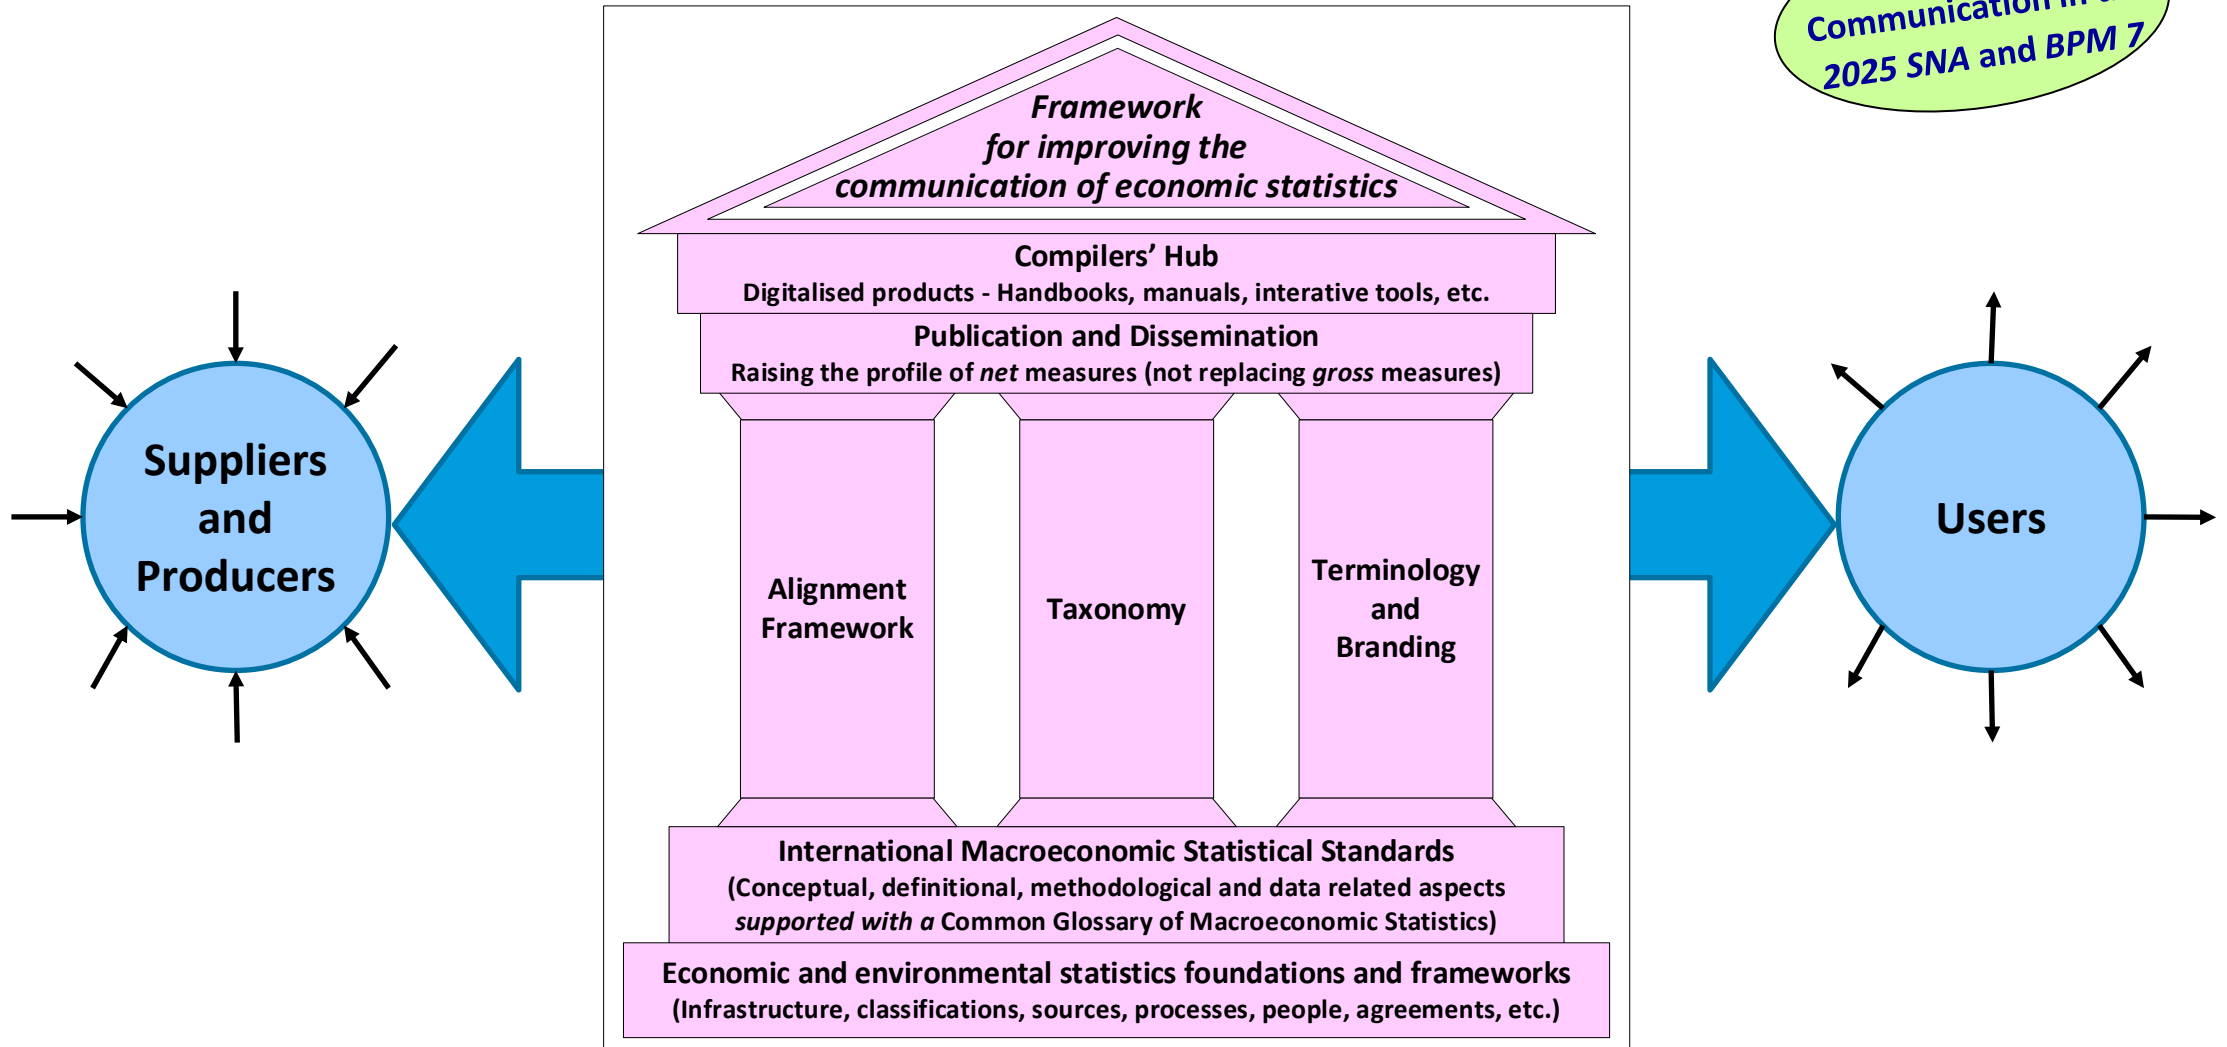 Communication in
2025 SNA and BPM 7
Framework
for improving the
communication of economic statistics
Compilers’ Hub
Digitalised products - Handbooks, manuals, interative tools, etc.
Publication and Dissemination
Raising the profile of net measures (not replacing gross measures)
Suppliers
and
Producers
Alignment
Framework
Taxonomy
Terminology
and
Branding
Users
International Macroeconomic Statistical Standards
(Conceptual, definitional, methodological and data related aspects
supported with a Common Glossary of Macroeconomic Statistics)
Economic and environmental statistics foundations and frameworks
(Infrastructure, classifications, sources, processes, people, agreements, etc.)